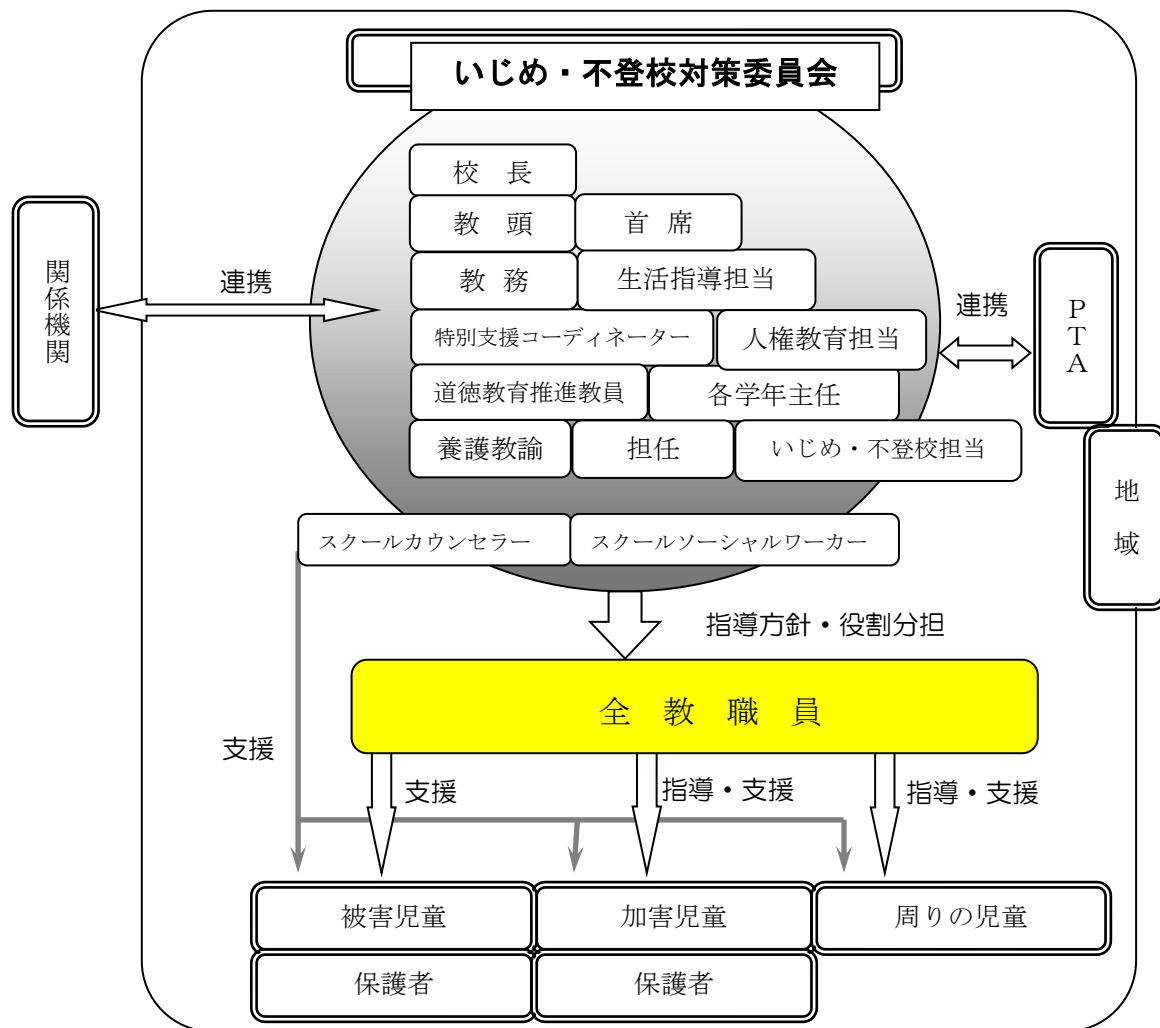 いじめ・不登校対策委員会
校 長
教 頭
首 席
教 務
生活指導担当
特別支援コーディネーター
人権教育担当
道徳教育推進教員
各学年主任
養護教諭
担任
いじめ・不登校担当
スクールカウンセラー
スクールソーシャルワーカー
関係機関
連携
連携
PTA
地域
指導方針・役割分担
全 教 職 員
支援
支援
指導・支援
指導・支援
被害児童
加害児童
周りの児童
保護者
保護者